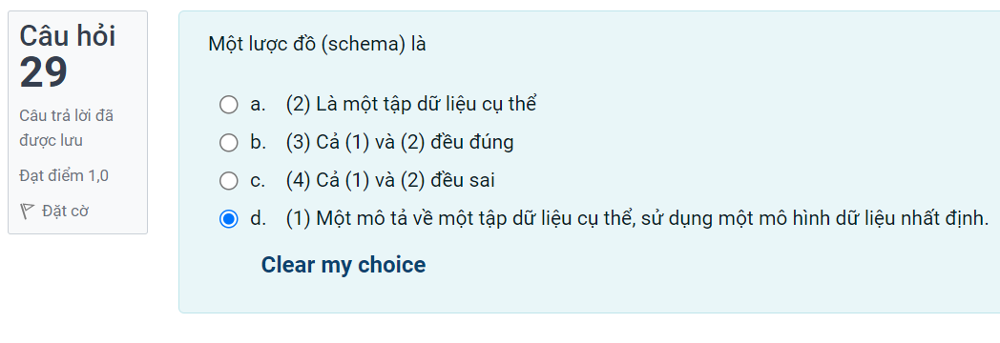 Câu hỏi
29
Câu trả lời đã
được lưu
Đạt điểm 1,0
Đặt cờ
Một lược đồ (schema) là
a. (2) Là một tập dữ liệu cụ thể
b. (3) Cả (1) và (2) đều đúng
c. (4) Cả (1) và (2) đều sai
d. (1) Một mô tả về một tập dữ liệu cụ thể, sử dụng một mô hình dữ liệu nhất định.
Clear my choice